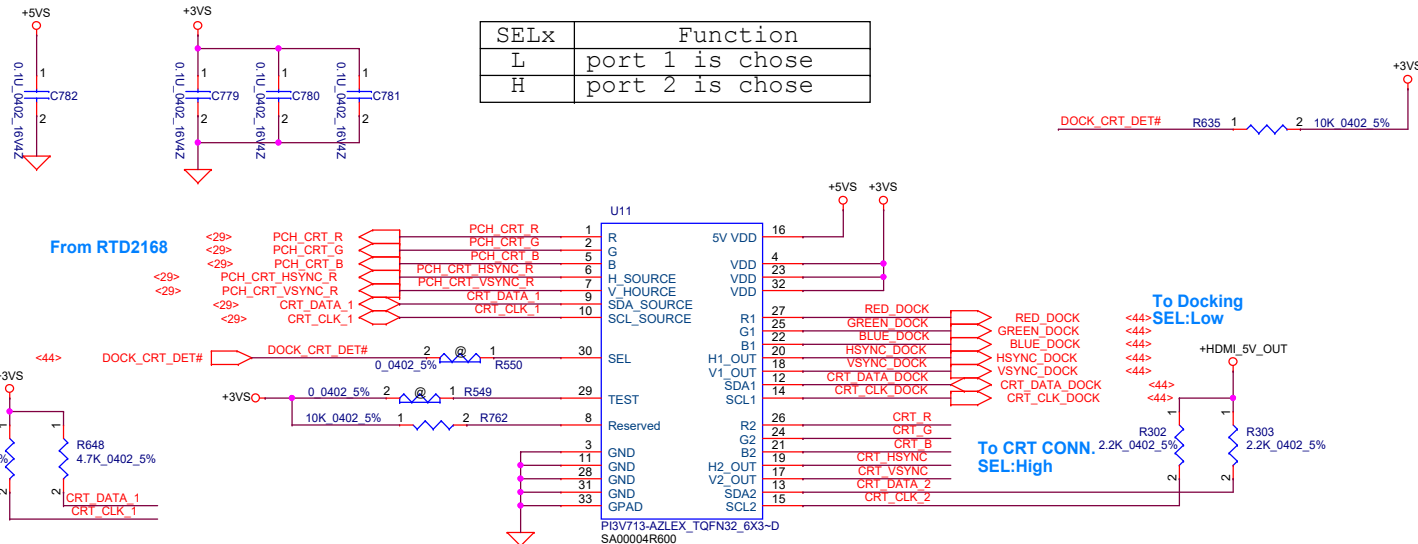 +5VS
0.1U_0402_16V4Z
1
C782
2
+3VS
0.1U_0402_16V4Z
1
C779
2
0.1U_0402_16V4Z
1
C780
2
0.1U_0402_16V4Z
1
C781
2
SELx Function
L port 1 is chose
H port 2 is chose
+3VS
DOCK_CRT_DET# R635 1 2 10K_0402_5%
+5VS +3VS
U11
From RTD2168
<29> PCH_CRT_R PCH_CRT_R 1 R
<29> PCH_CRT_G PCH_CRT_G 2 G
<29> PCH_CRT_B PCH_CRT_B 5 B
<29> PCH_CRT_HSYNC_R PCH_CRT_HSYNC_R 6 H_SOURCE
<29> PCH_CRT_VSYNC_R PCH_CRT_VSYNC_R 7 V_HOURCE
<29> CRT_DATA_1 CRT_DATA_1 9 SDA_SOURCE
<29> CRT_CLK_1 CRT_CLK_1 10 SCL_SOURCE
<44> DOCK_CRT_DET# DOCK_CRT_DET# 2 @ 1 30 SEL
0_0402_5% R550
+3VS 0_0402_5% 2 @ 1 R549 29 TEST
10K_0402_5% 1 2 R762 8 Reserved
3 GND
11 GND
28 GND
31 GND
33 GPAD
5V VDD 16
VDD 4
VDD 23
VDD 32
R1 27 RED_DOCK RED_DOCK <44>
G1 25 GREEN_DOCK GREEN_DOCK <44>
B1 22 BLUE_DOCK BLUE_DOCK <44>
H1_OUT 20 HSYNC_DOCK HSYNC_DOCK <44>
V1_OUT 18 VSYNC_DOCK VSYNC_DOCK <44>
SDA1 12 CRT_DATA_DOCK CRT_DATA_DOCK <44>
SCL1 14 CRT_CLK_DOCK CRT_CLK_DOCK <44>
To Docking
SEL:Low
R2 26 CRT_R
G2 24 CRT_G
B2 21 CRT_B
H2_OUT 19 CRT_HSYNC
V2_OUT 17 CRT_VSYNC
SDA2 13 CRT_DATA_2
SCL2 15 CRT_CLK_2
To CRT CONN.
SEL:High
+HDMI_5V_OUT
1
R302
2.2K_0402_5%
2
1
R303
2.2K_0402_5%
2
PI3V713-AZLEX_TQFN32_6X3~D
SA00004R600
+3VS
1
2
1
R648
4.7K_0402_5%
2
CRT_DATA_1
CRT_CLK_1